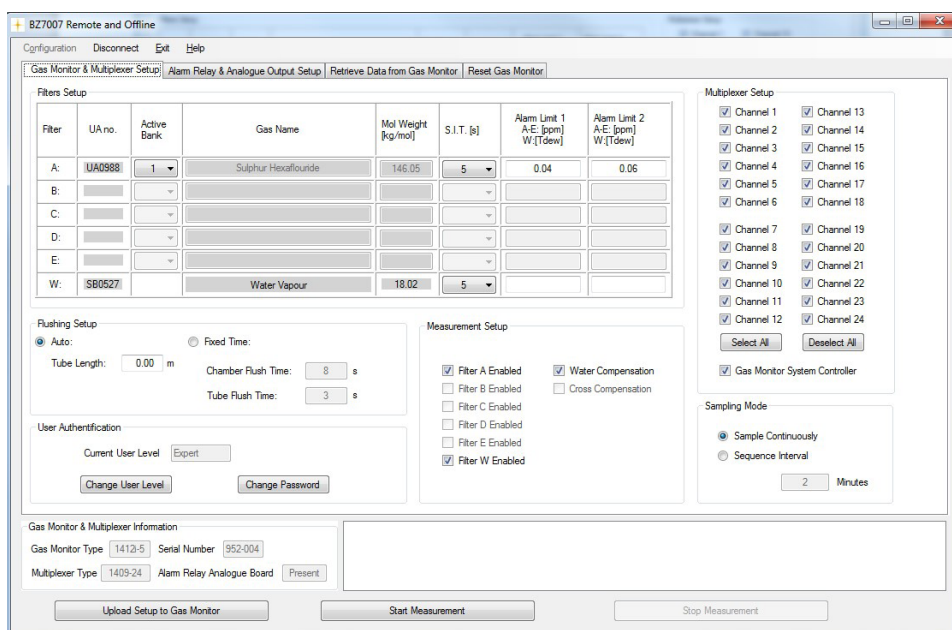 BZ7007 Remote and Offline
Configuration Disconnect Exit Help
Gas Monitor & Multiplexer Setup Alarm Relay & Analogue Output Setup Retrieve Data from Gas Monitor Reset Gas Monitor
Filters Setup
Filter UA no. Active Bank Gas Name Mol Weight [kg/mol] S.I.T. [s] Alarm Limit 1 A-E: [ppm] W:[Tdew] Alarm Limit 2 A-E: [ppm] W:[Tdew]
A: UA0988 1 Sulphur Hexaflouride 146.05 5 0.04 0.06
B:
C:
D:
E:
W: SB0527 Water Vapour 18.02 5
Multiplexer Setup
Channel 1 Channel 13
Channel 2 Channel 14
Channel 3 Channel 15
Channel 4 Channel 16
Channel 5 Channel 17
Channel 6 Channel 18
Channel 7 Channel 19
Channel 8 Channel 20
Channel 9 Channel 21
Channel 10 Channel 22
Channel 11 Channel 23
Channel 12 Channel 24
Select All Deselect All
Gas Monitor System Controller
Flushing Setup
Auto: Fixed Time:
Tube Length: 0.00 m
Chamber Flush Time: 8 s
Tube Flush Time: 3 s
Measurement Setup
Filter A Enabled Water Compensation
Filter B Enabled Cross Compensation
Filter C Enabled
Filter D Enabled
Filter E Enabled
Filter W Enabled
Sampling Mode
Sample Continuously
Sequence Interval
2 Minutes
User Authentification
Current User Level Expert
Change User Level Change Password
Gas Monitor & Multiplexer Information
Gas Monitor Type 1412i-5 Serial Number 952-004
Multiplexer Type 1409-24 Alarm Relay Analogue Board Present
Upload Setup to Gas Monitor Start Measurement Stop Measurement